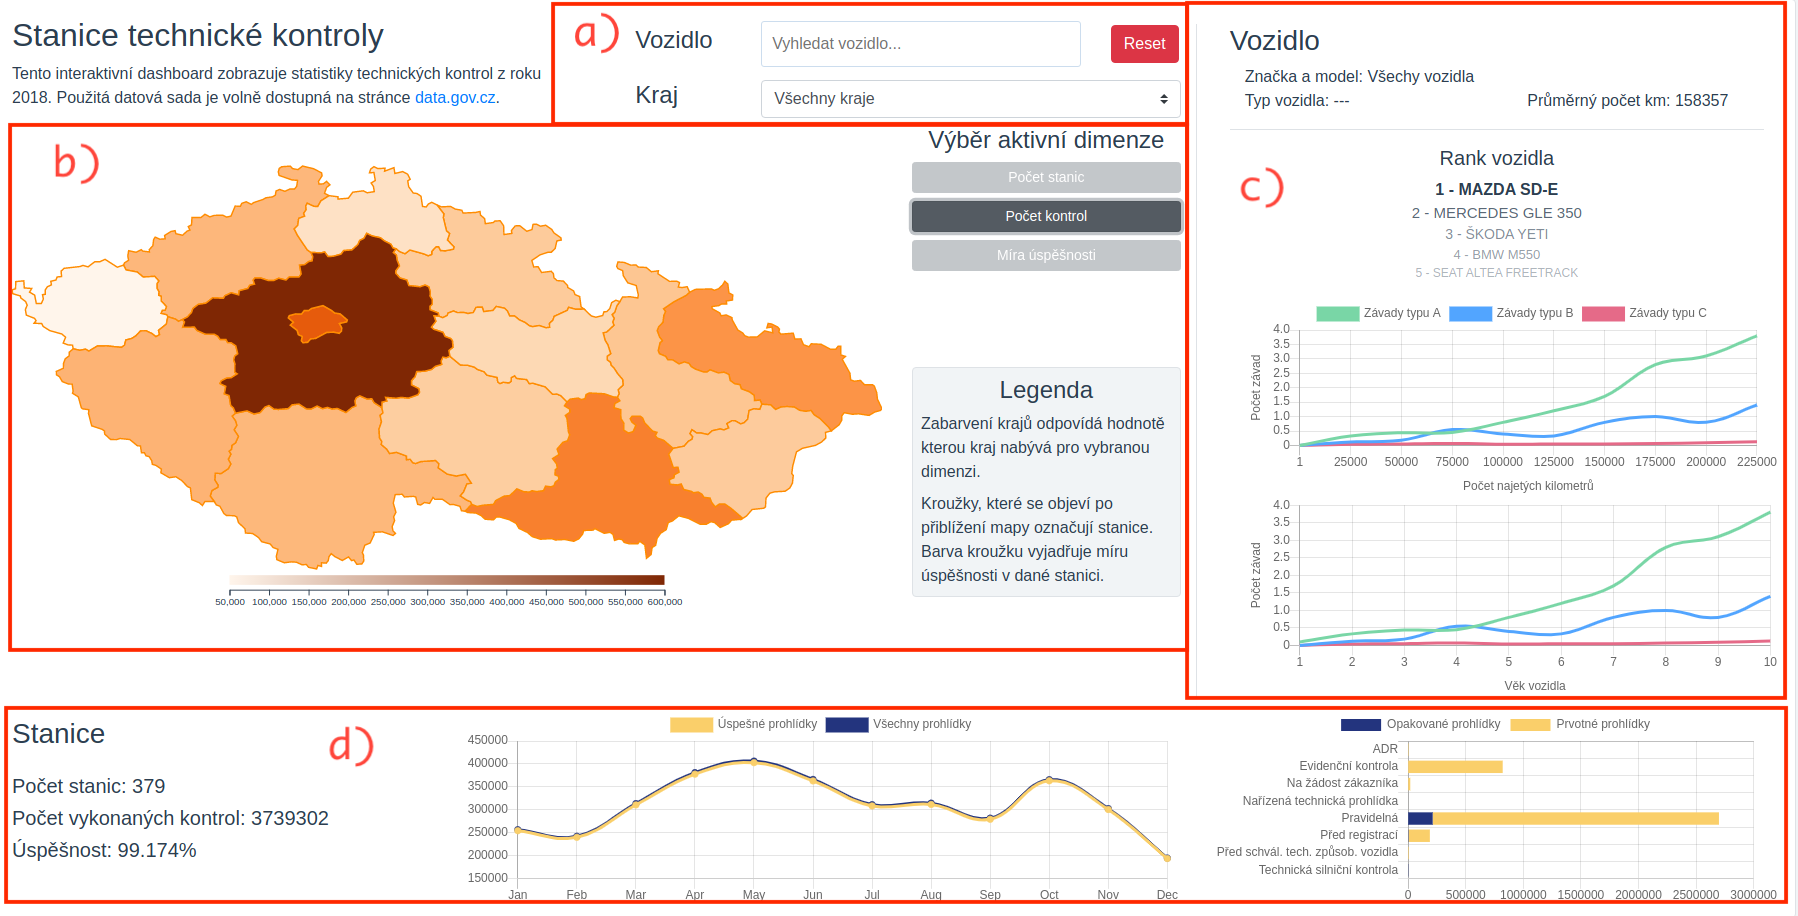 Stanice technické kontroly
Tento interaktivní dashboard zobrazuje statistiky technických kontrol z roku
2018. Použitá datová sada je volně dostupná na stránce data.gov.cz.
a)
Vozidlo
Vyhledat vozidlo...
Reset
Kraj
Všechny kraje
b)
Výběr aktivní dimenze
Počet stanic
Počet kontrol
Míra úspěšnosti
Legenda
Zabarvení krajů odpovídá hodnotě
kterou kraj nabývá pro vybranou
dimenzi.
Kroužky, které se objeví po
přiblížení mapy označují stanice.
Barva kroužku vyjadřuje míru
úspěšnosti v dané stanici.
50,000 100,000 150,000 200,000 250,000 300,000 350,000 400,000 450,000 500,000 550,000 600,000
Vozidlo
Značka a model: Všechy vozidla
Typ vozidla: --- Průměrný počet km: 158357
c)
Rank vozidla
1 - MAZDA SD-E
2 - MERCEDES GLE 350
3 - ŠKODA YETI
4 - BMW M550
5 - SEAT ALTEA FREETRACK
Závady typu A Závady typu B Závady typu C
Počet závad
4.0
3.5
3.0
2.5
2.0
1.5
1.0
0.5
0
1 25000 50000 75000 100000 125000 150000 175000 200000 225000
Počet najetých kilometrů
Počet závad
4.0
3.5
3.0
2.5
2.0
1.5
1.0
0.5
0
1 2 3 4 5 6 7 8 9 10
Věk vozidla
d)
Stanice
Počet stanic: 379
Počet vykonaných kontrol: 3739302
Úspěšnost: 99.174%
Úspešné prohlídky Všechny prohlídky
450000
400000
350000
300000
250000
200000
150000
Jan Feb Mar Apr May Jun Jul Aug Sep Oct Nov Dec
Opakované prohlídky Prvotné prohlídky
ADR
Evidenční kontrola
Na žádost zákazníka
Nařízená technická prohlídka
Pravidelná
Před registrací
Před schvál. tech. způsob. vozidla
Technická silniční kontrola
0 500000 1000000 1500000 2000000 2500000 3000000